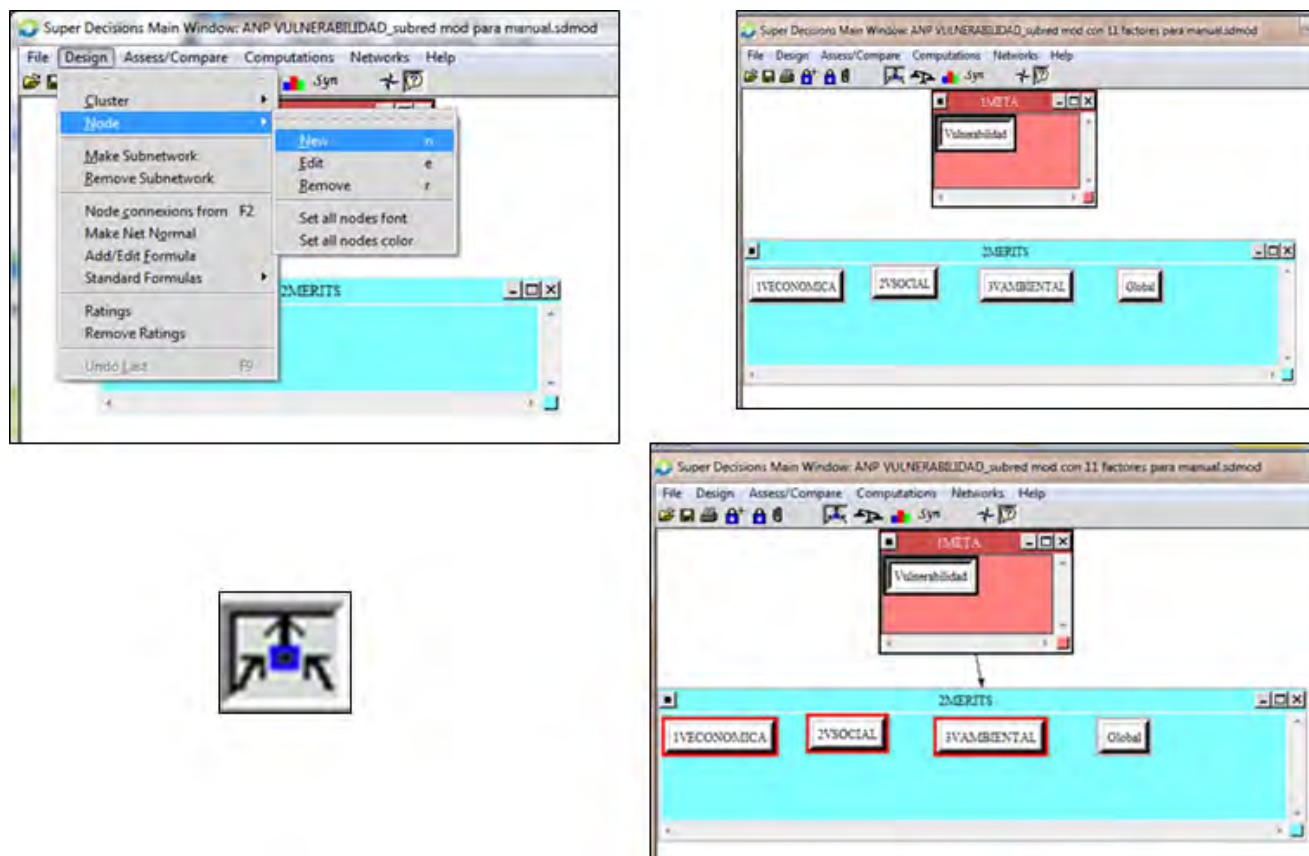 Super Decisions Main Window: ANP VULNERABILIDAD_subred mod para manual.sdmod
File Design Assess/Compare Computations Networks Help
Syn
Cluster
Node
Make Subnetwork
Remove Subnetwork
Node connexions from F2
Make Net Normal
Add/Edit Formula
Standard Formulas
Ratings
Remove Ratings
Undo Last F9
New n
Edit e
Remove r
Set all nodes font
Set all nodes color
2MERITS
Super Decisions Main Window: ANP VULNERABILIDAD_subred mod con 11 factores para manual.sdmod
File Design Assess/Compare Computations Networks Help
Syn
1META
Vulnerabilidad
2MERITS
1VECONOMICA 2VSOCIAL 3VAMBIENTAL Global
Super Decisions Main Window: ANP VULNERABILIDAD_subred mod con 11 factores para manual.sdmod
File Design Assess/Compare Computations Networks Help
Syn
1META
Vulnerabilidad
2MERITS
1VECONOMICA 2VSOCIAL 3VAMBIENTAL Global